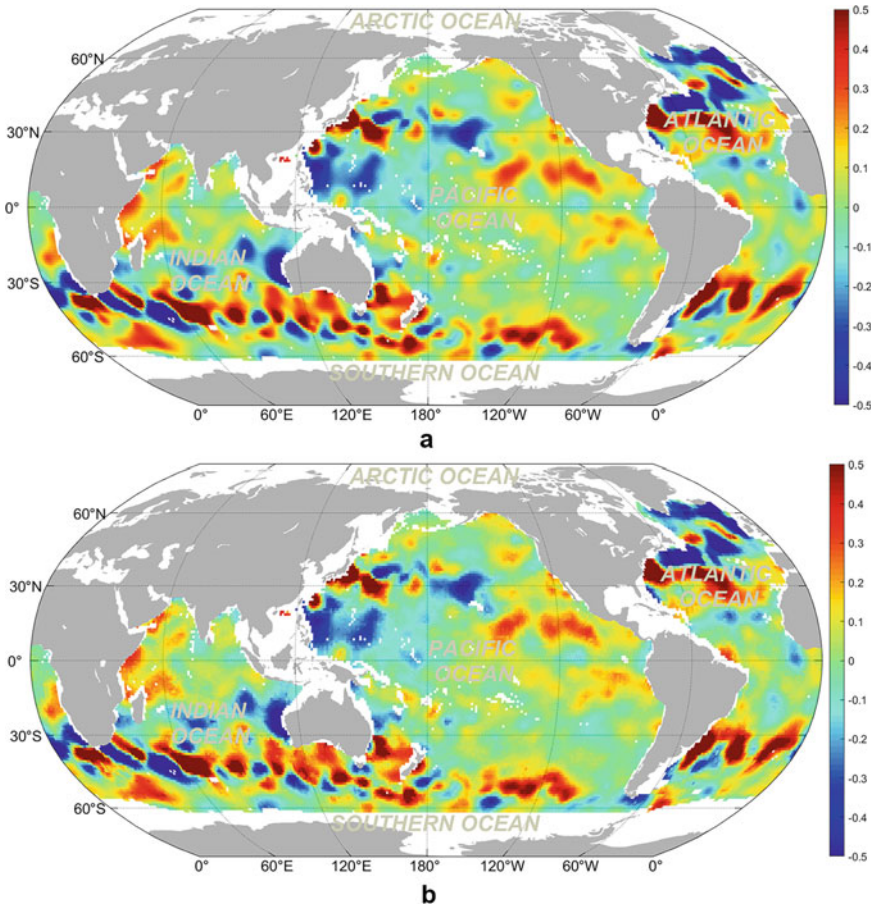 ARCTIC OCEAN
60°N
30°N
0°
30°S
60°S
ATLANTIC
OCEAN
PACIFIC
OCEAN
INDIAN
OCEAN
SOUTHERN OCEAN
0° 60°E 120°E 180° 120°W 60°W 0°
0.5
0.4
0.3
0.2
0.1
0
-0.1
-0.2
-0.3
-0.4
-0.5
a
ARCTIC OCEAN
60°N
30°N
0°
30°S
60°S
ATLANTIC
OCEAN
PACIFIC
OCEAN
INDIAN
OCEAN
SOUTHERN OCEAN
0° 60°E 120°E 180° 120°W 60°W 0°
0.5
0.4
0.3
0.2
0.1
0
-0.1
-0.2
-0.3
-0.4
-0.5
b